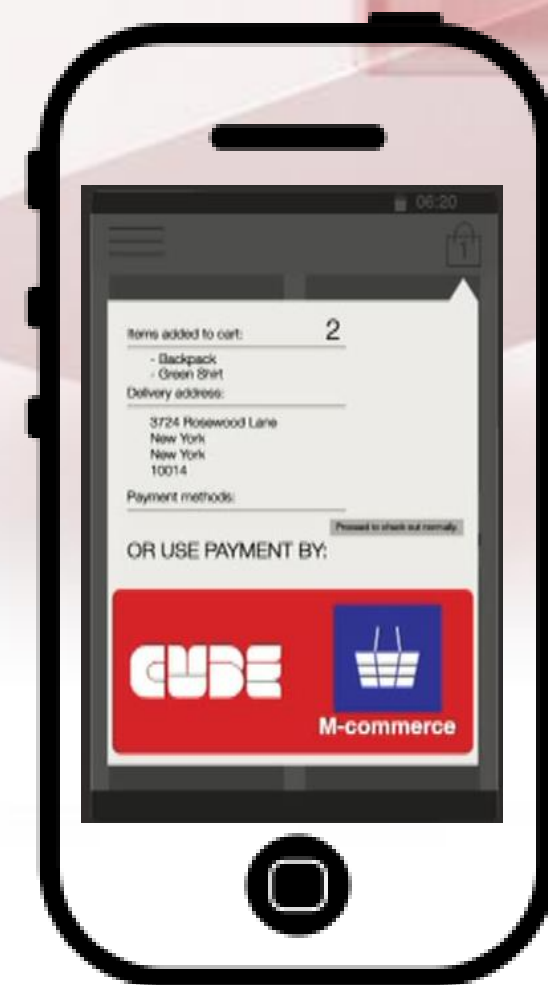 06:20
1
Items added to cart: 2
- Backpack
- Green Shirt
Delivery address:
3724 Rosewood Lane
New York
New York
10014
Payment methods:
Proceed to check out normally.
OR USE PAYMENT BY:
CUBE
M-commerce